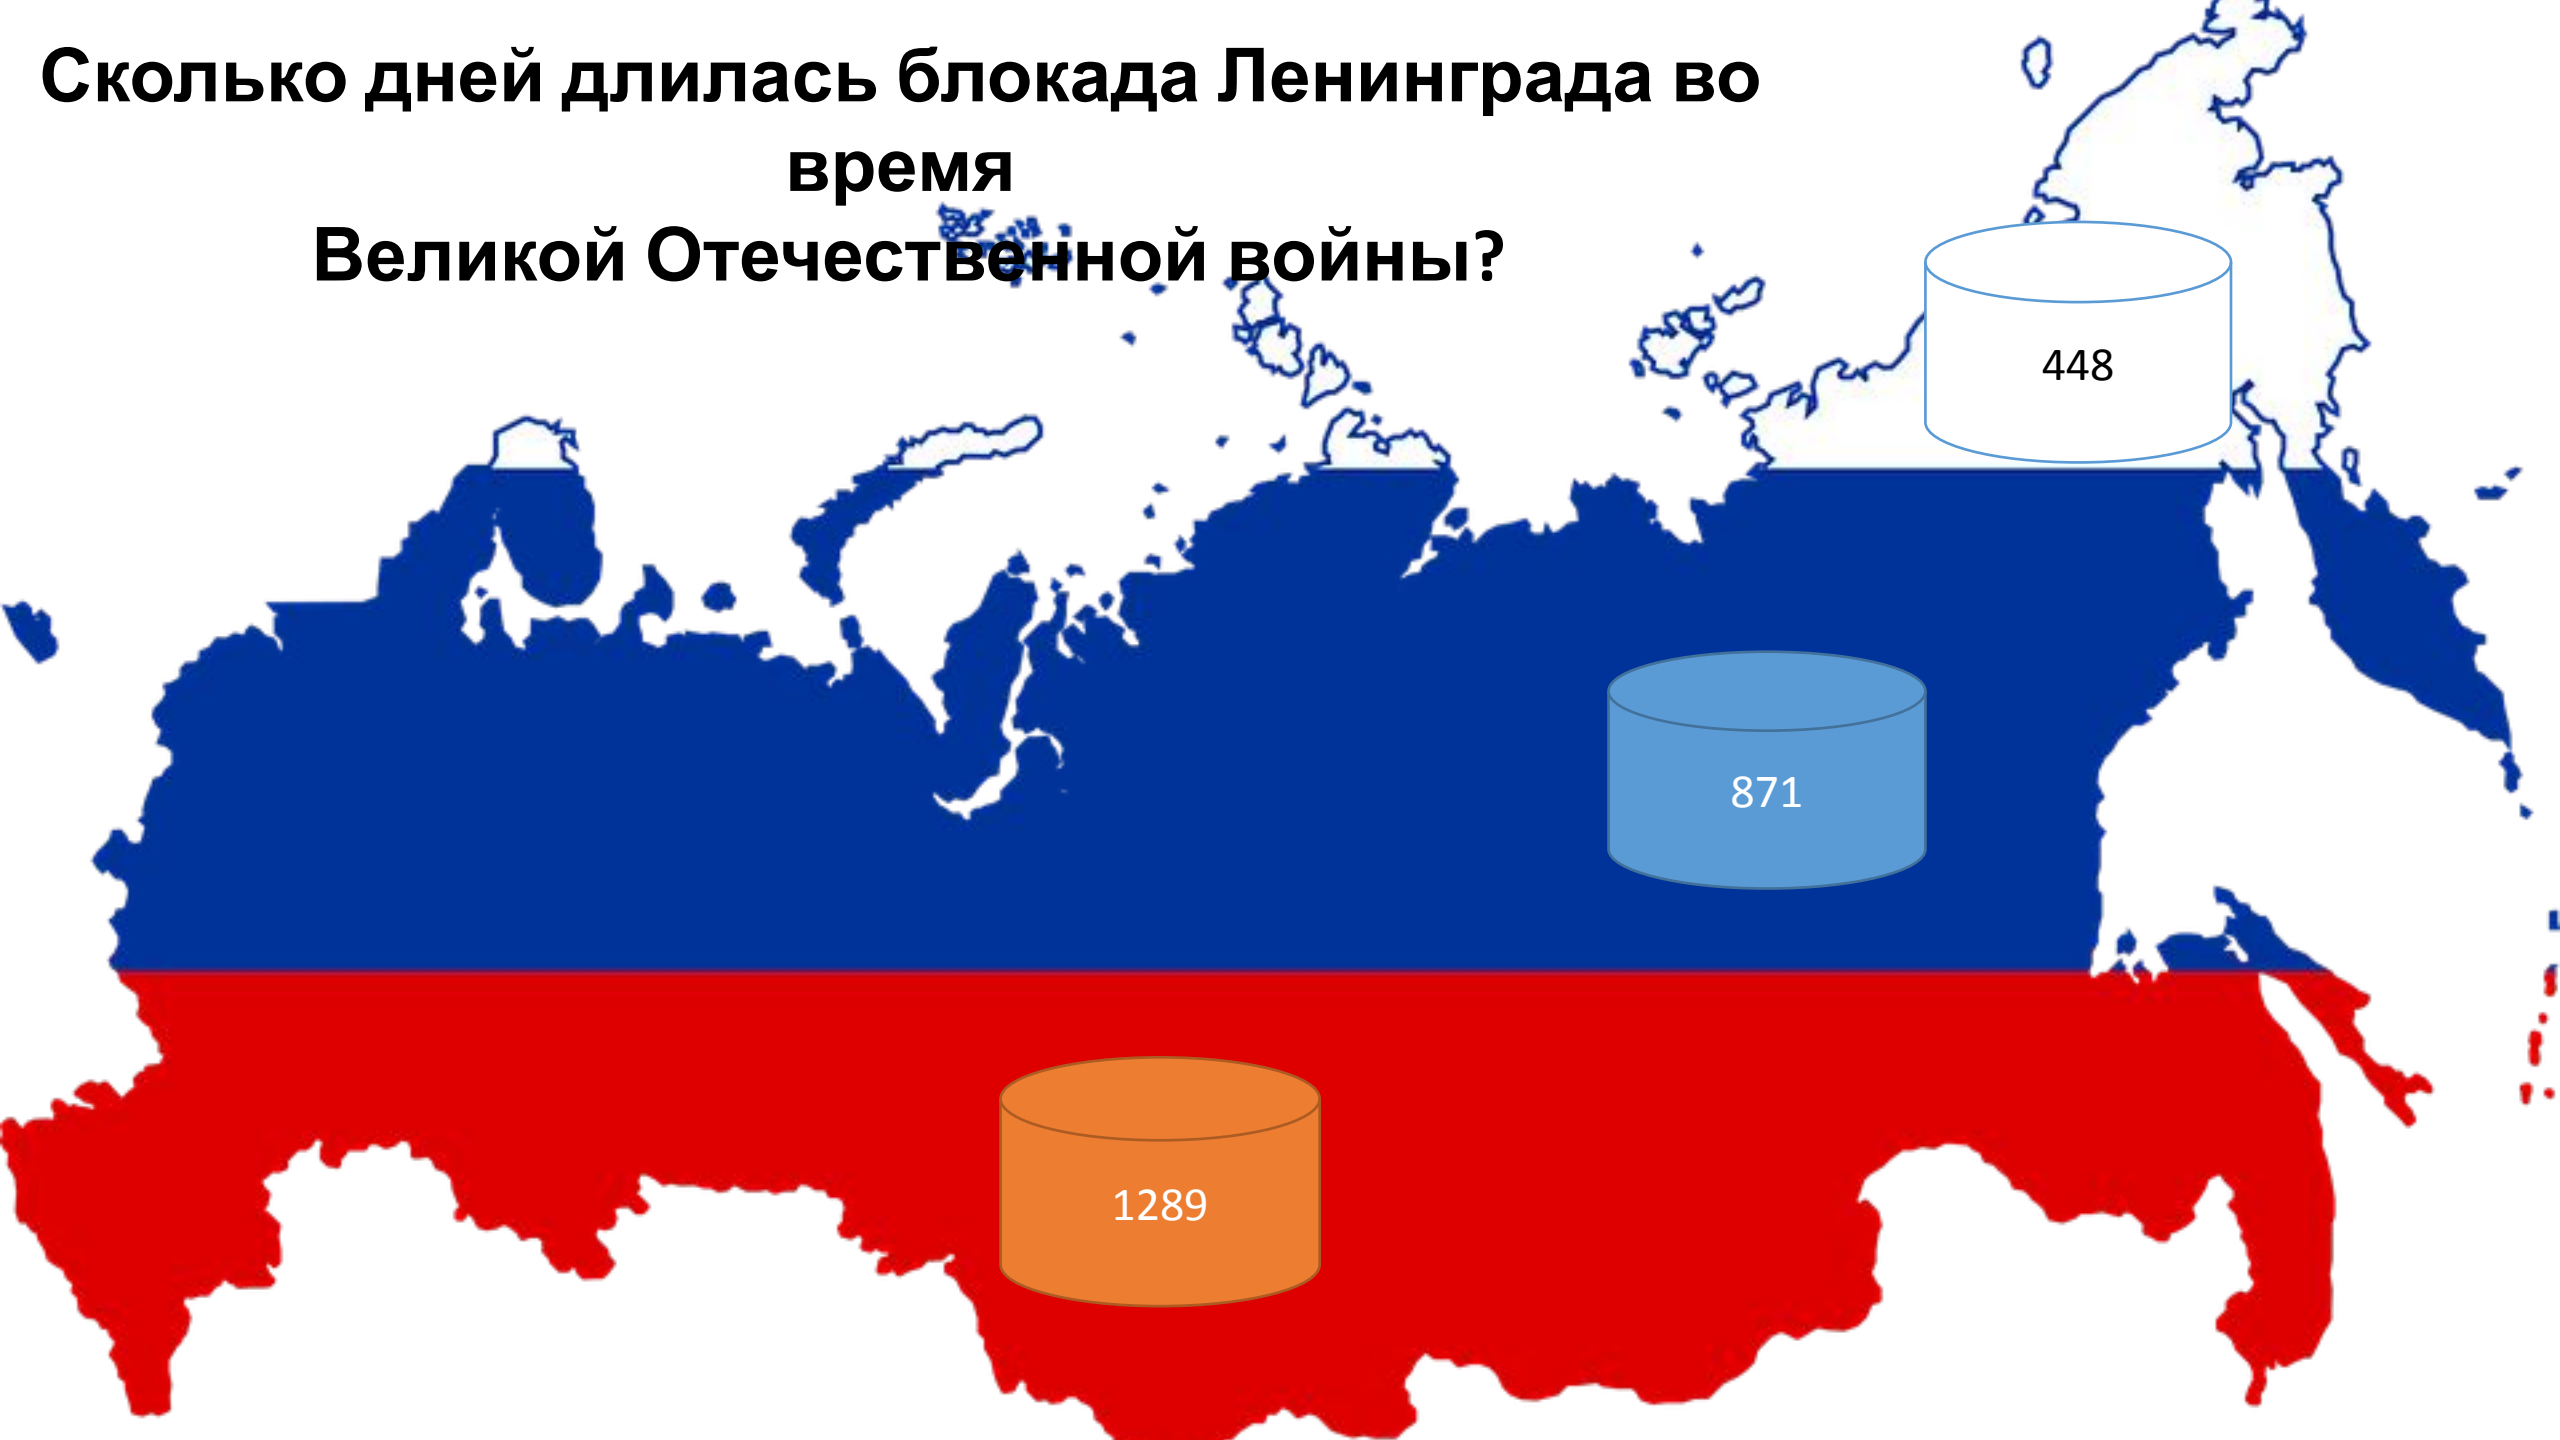 Сколько дней длилась блокада Ленинграда во
время
Великой Отечественной войны?
448
871
1289